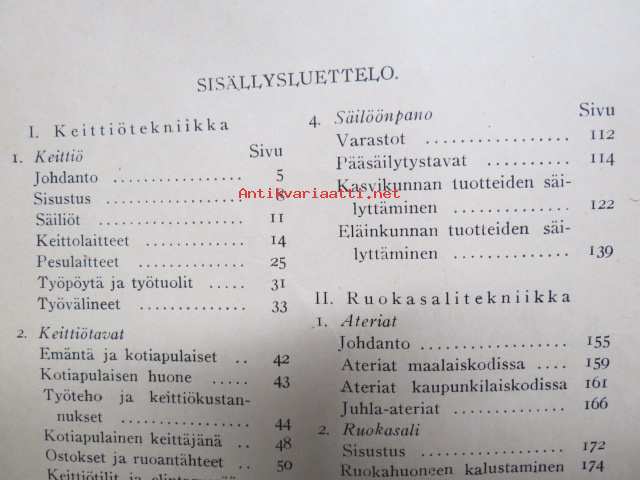 SISÄLLYSLUETTELO.
I. Keittiötekniikka
1. Keittiö Sivu
Johdanto ................ 5
Sisustus ................
Säiliöt ................ 11
Keittolaitteet ............ 14
Pesulaitteet ............. 25
Työpöytä ja työtuolit ... 31
Työvälineet ............. 33
2. Keittiötavat
Emäntä ja kotiapulaiset .. 42
Kotiapulaisen huone .... 43
Työteho ja keittiökustan-
nukset ................ 44
Kotiapulainen keittäjänä .. 48
Ostokset ja ruoantähteet .. 50
Keittiötilit ja
4. Säilöönpano Sivu
Varastot ................ 112
Pääsäilytystavat ......... 114
Kasvikunnan tuotteiden säi-
lyttäminen ............ 122
Eläinkunnan tuotteiden säi-
lyttäminen ............ 139
II. Ruokasalitekniikka
1. Ateriat
Johdanto ................ 155
Ateriat maalaiskodissa .... 159
Ateriat kaupunkilaiskodissa 161
Juhla-ateriat ............ 166
2. Ruokasali
Sisustus ................ 172
Ruokahuoneen kalustaminen 174
Antikvariaatti.net